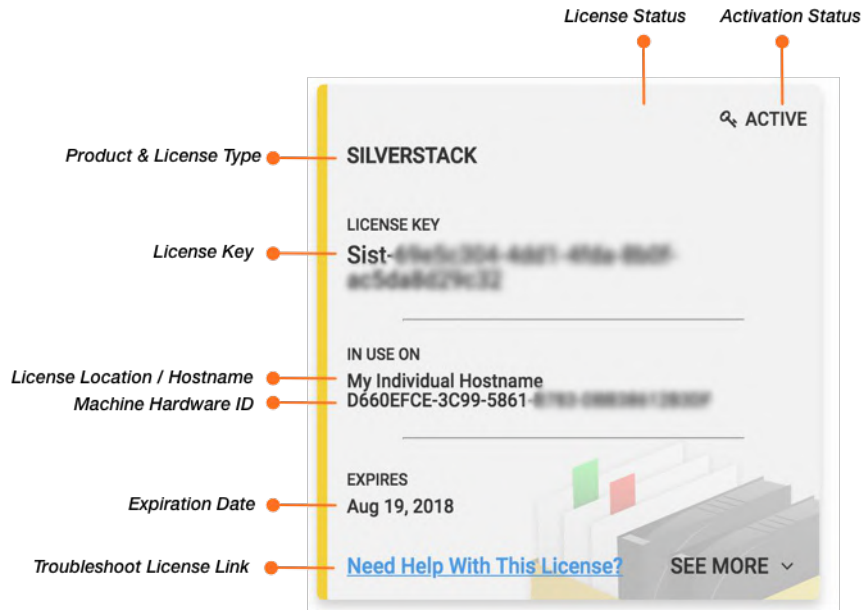 License Status Activation Status
ACTIVE
Product & License Type SILVERSTACK
LICENSE KEY
License Key Sist-
IN USE ON
License Location / Hostname My Individual Hostname
Machine Hardware ID D660EFCE-3C99-5861-
EXPIRES
Expiration Date Aug 19, 2018
Troubleshoot License Link Need Help With This License? SEE MORE